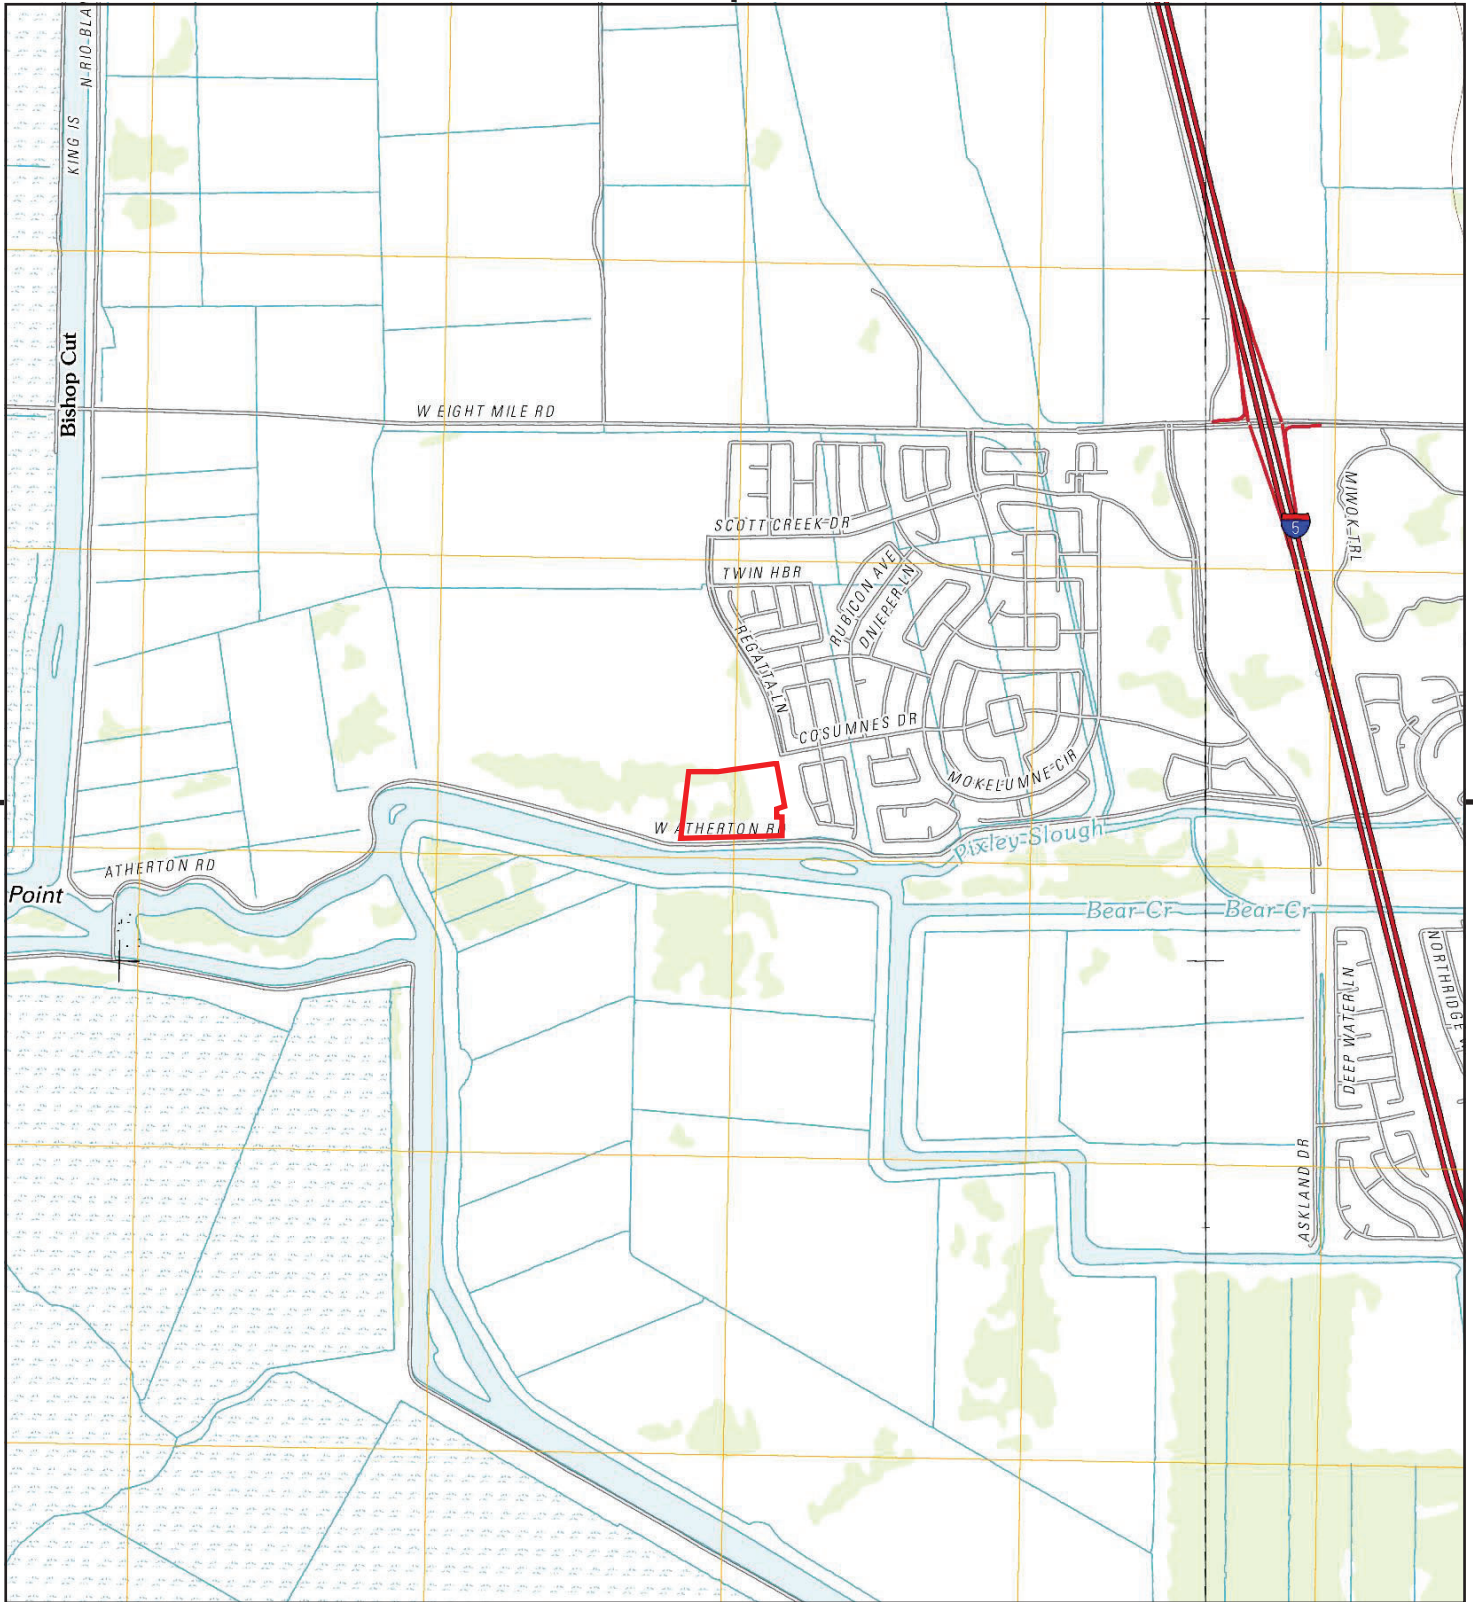 N RIO BLA
KING IS
Bishop Cut
W EIGHT MILE RD
5
MIWOK TRL
SCOTT CREEK DR
TWIN HBR
RUBICON AVE
DNIEPER LN
REGATTA LN
COSUMNES DR
MOKELUMNE CIR
W ATHERTON RD
Pixley Slough
ATHERTON RD
Point
Bear Cr
Bear Cr
NORTHRIDGE
DEEP WATER LN
ASKLAND DR